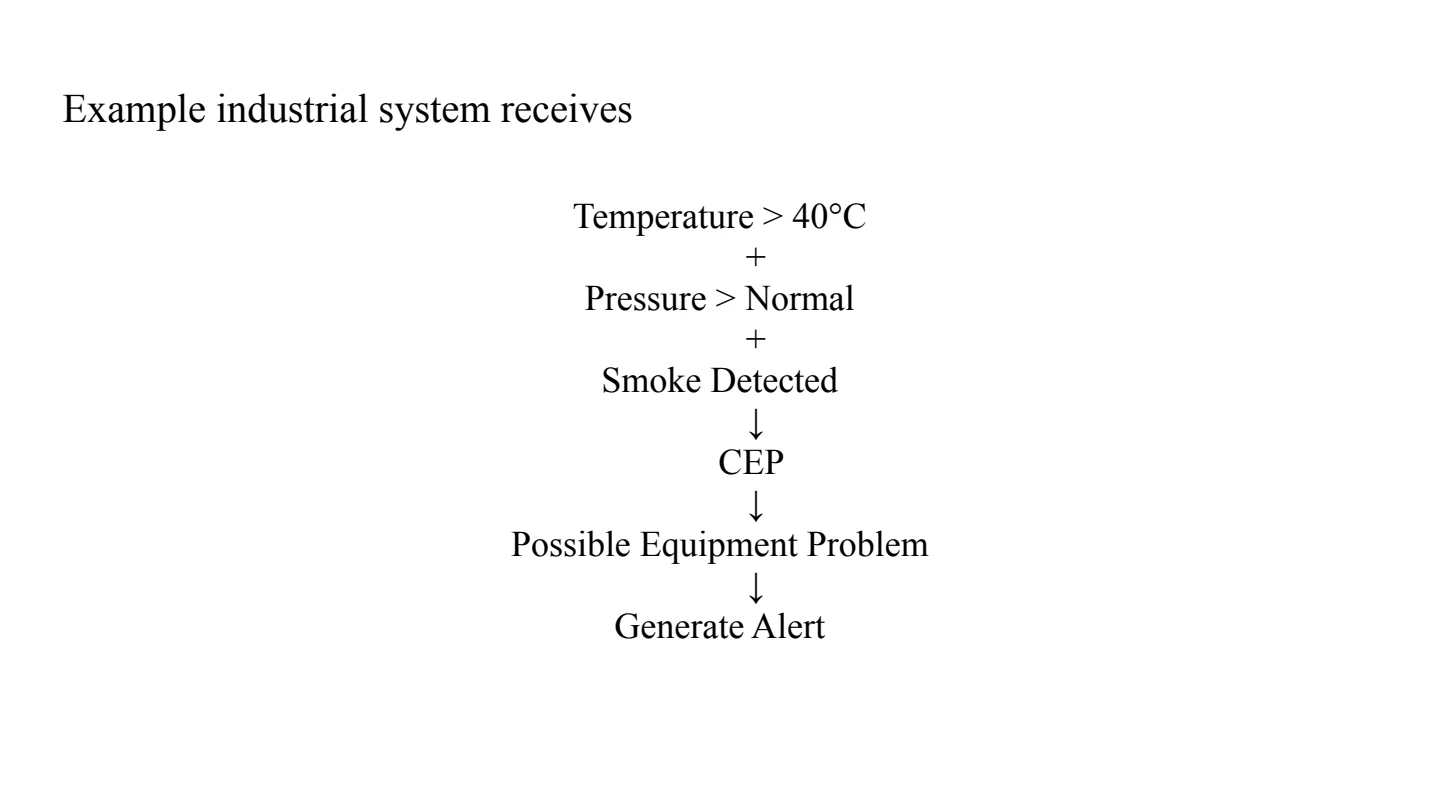 Example industrial system receives
Temperature > 40°C
+
Pressure > Normal
+
Smoke Detected
↓
CEP
↓
Possible Equipment Problem
↓
Generate Alert